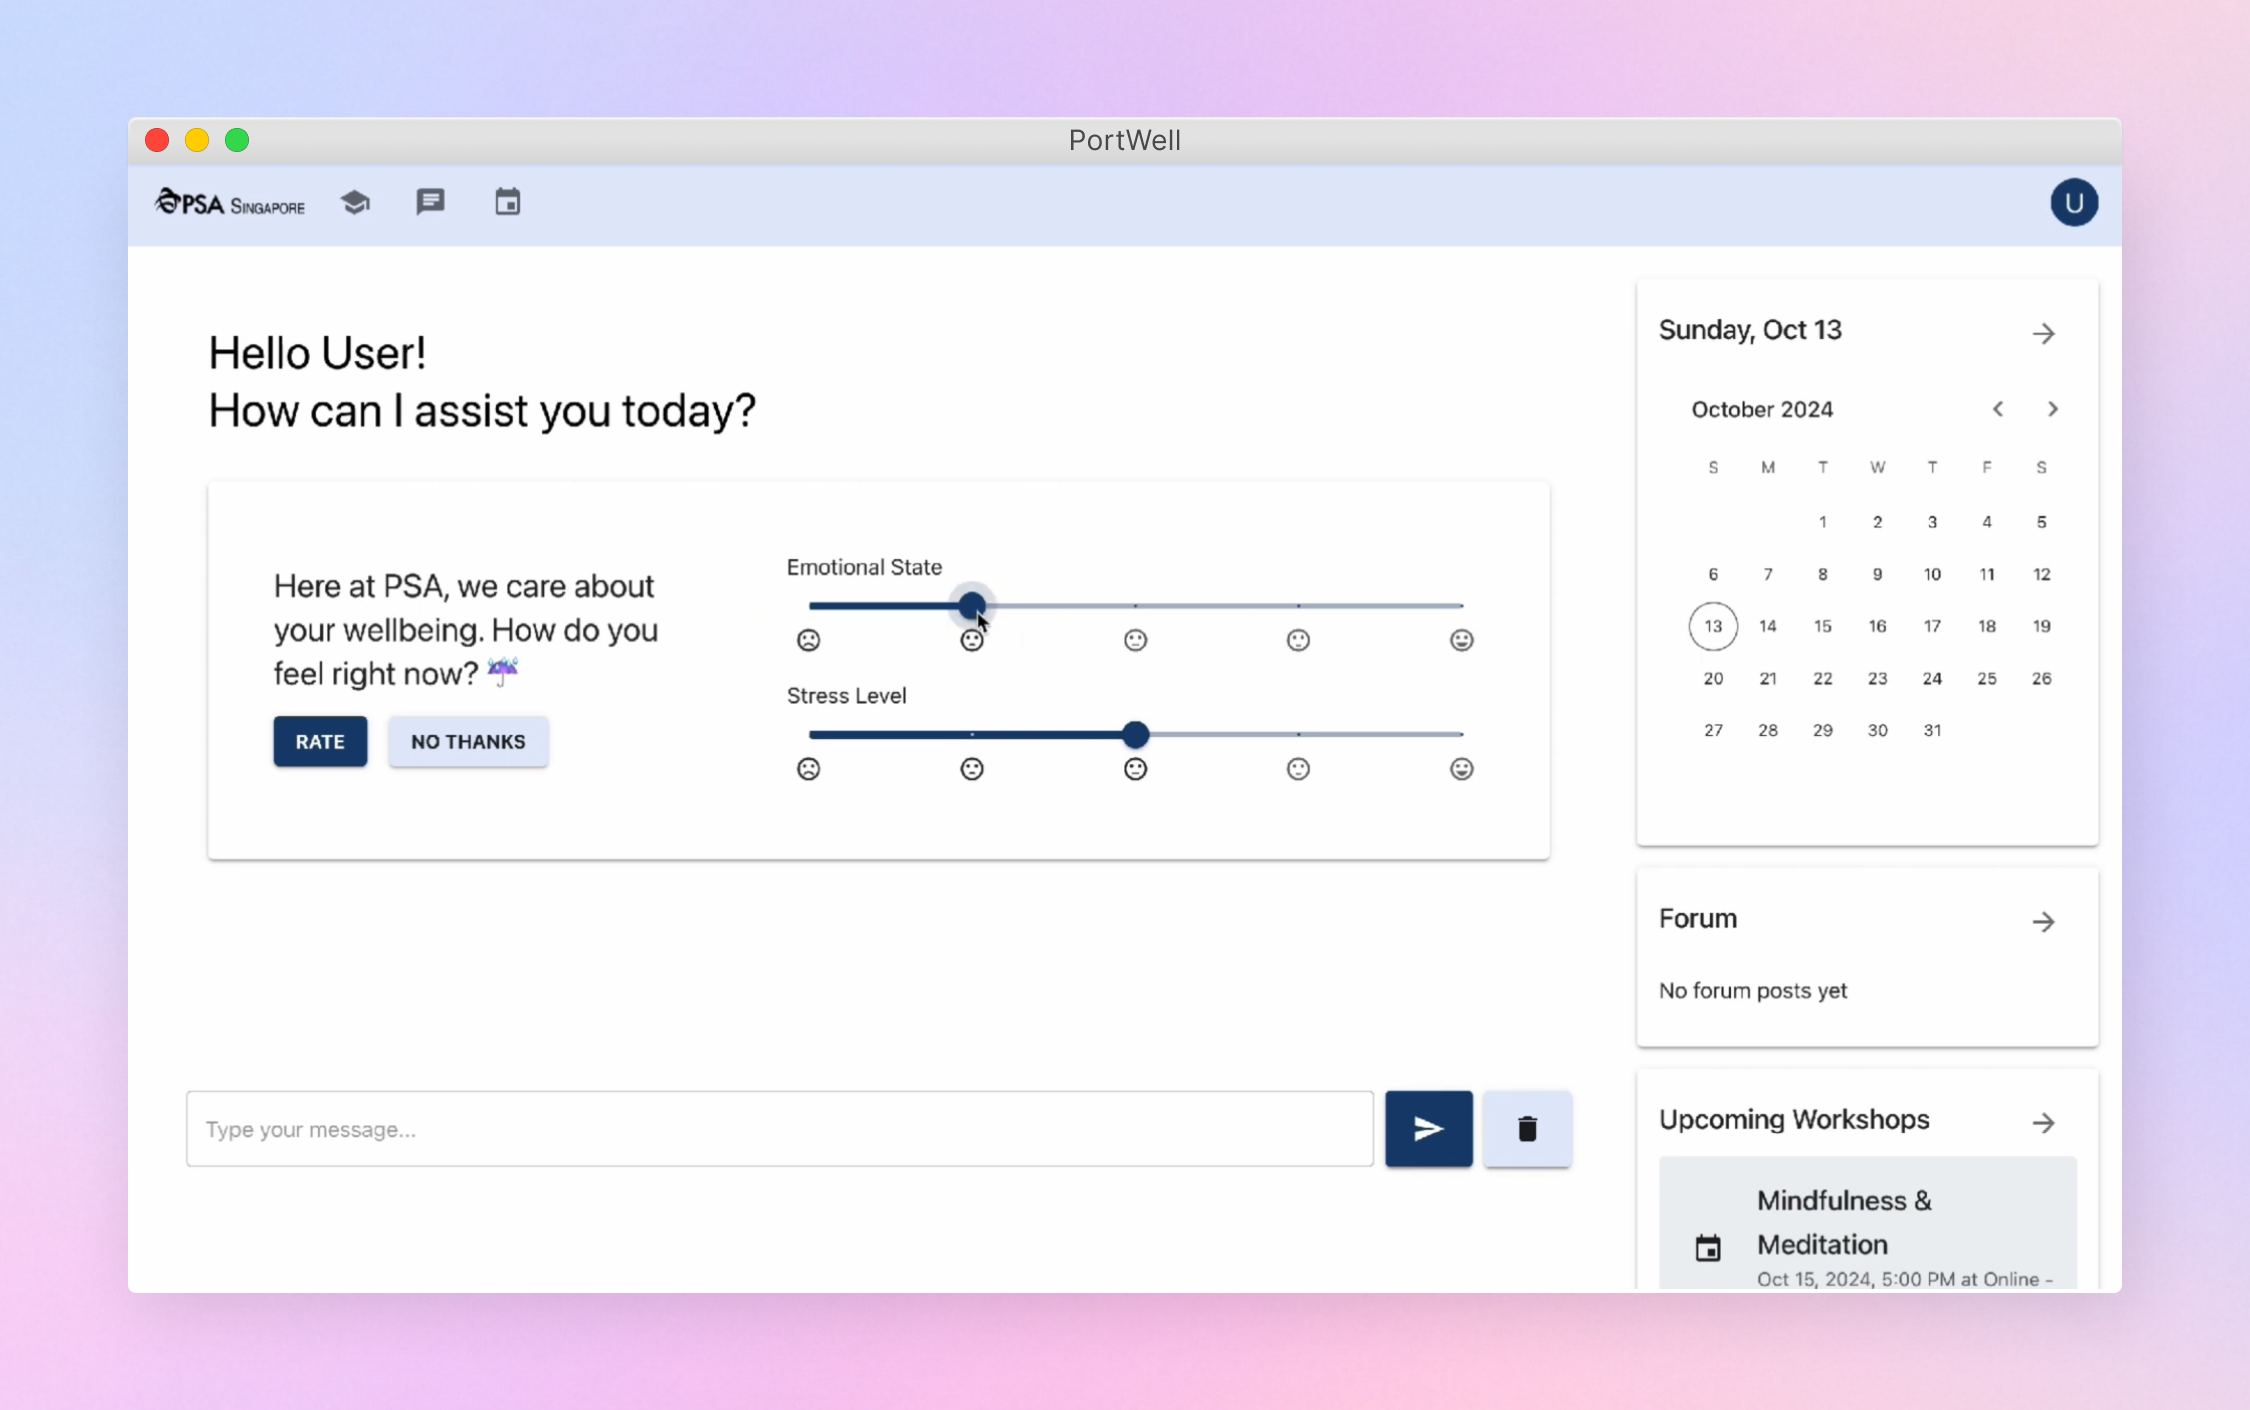 PortWell
PSA SINGAPORE
U
Hello User!
How can I assist you today?
Here at PSA, we care about
your wellbeing. How do you
feel right now? ☔
RATE
NO THANKS
Emotional State
Stress Level
Type your message...
Sunday, Oct 13
October 2024
S M T W T F S
1 2 3 4 5
6 7 8 9 10 11 12
13 14 15 16 17 18 19
20 21 22 23 24 25 26
27 28 29 30 31
Forum
No forum posts yet
Upcoming Workshops
Mindfulness &
Meditation
Oct 15, 2024, 5:00 PM at Online -